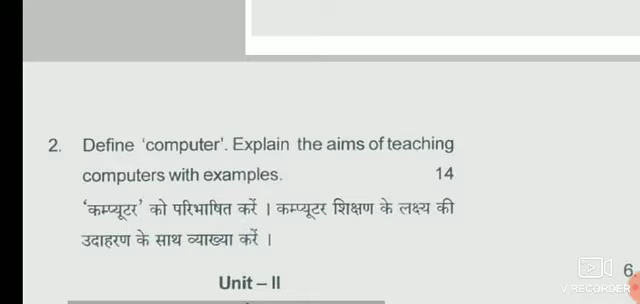 2. Define 'computer'. Explain the aims of teaching
computers with examples. 14
'कम्प्यूटर' को परिभाषित करें । कम्प्यूटर शिक्षण के लक्ष्य की
उदाहरण के साथ व्याख्या करें ।
Unit – II
6.
V RECORDER